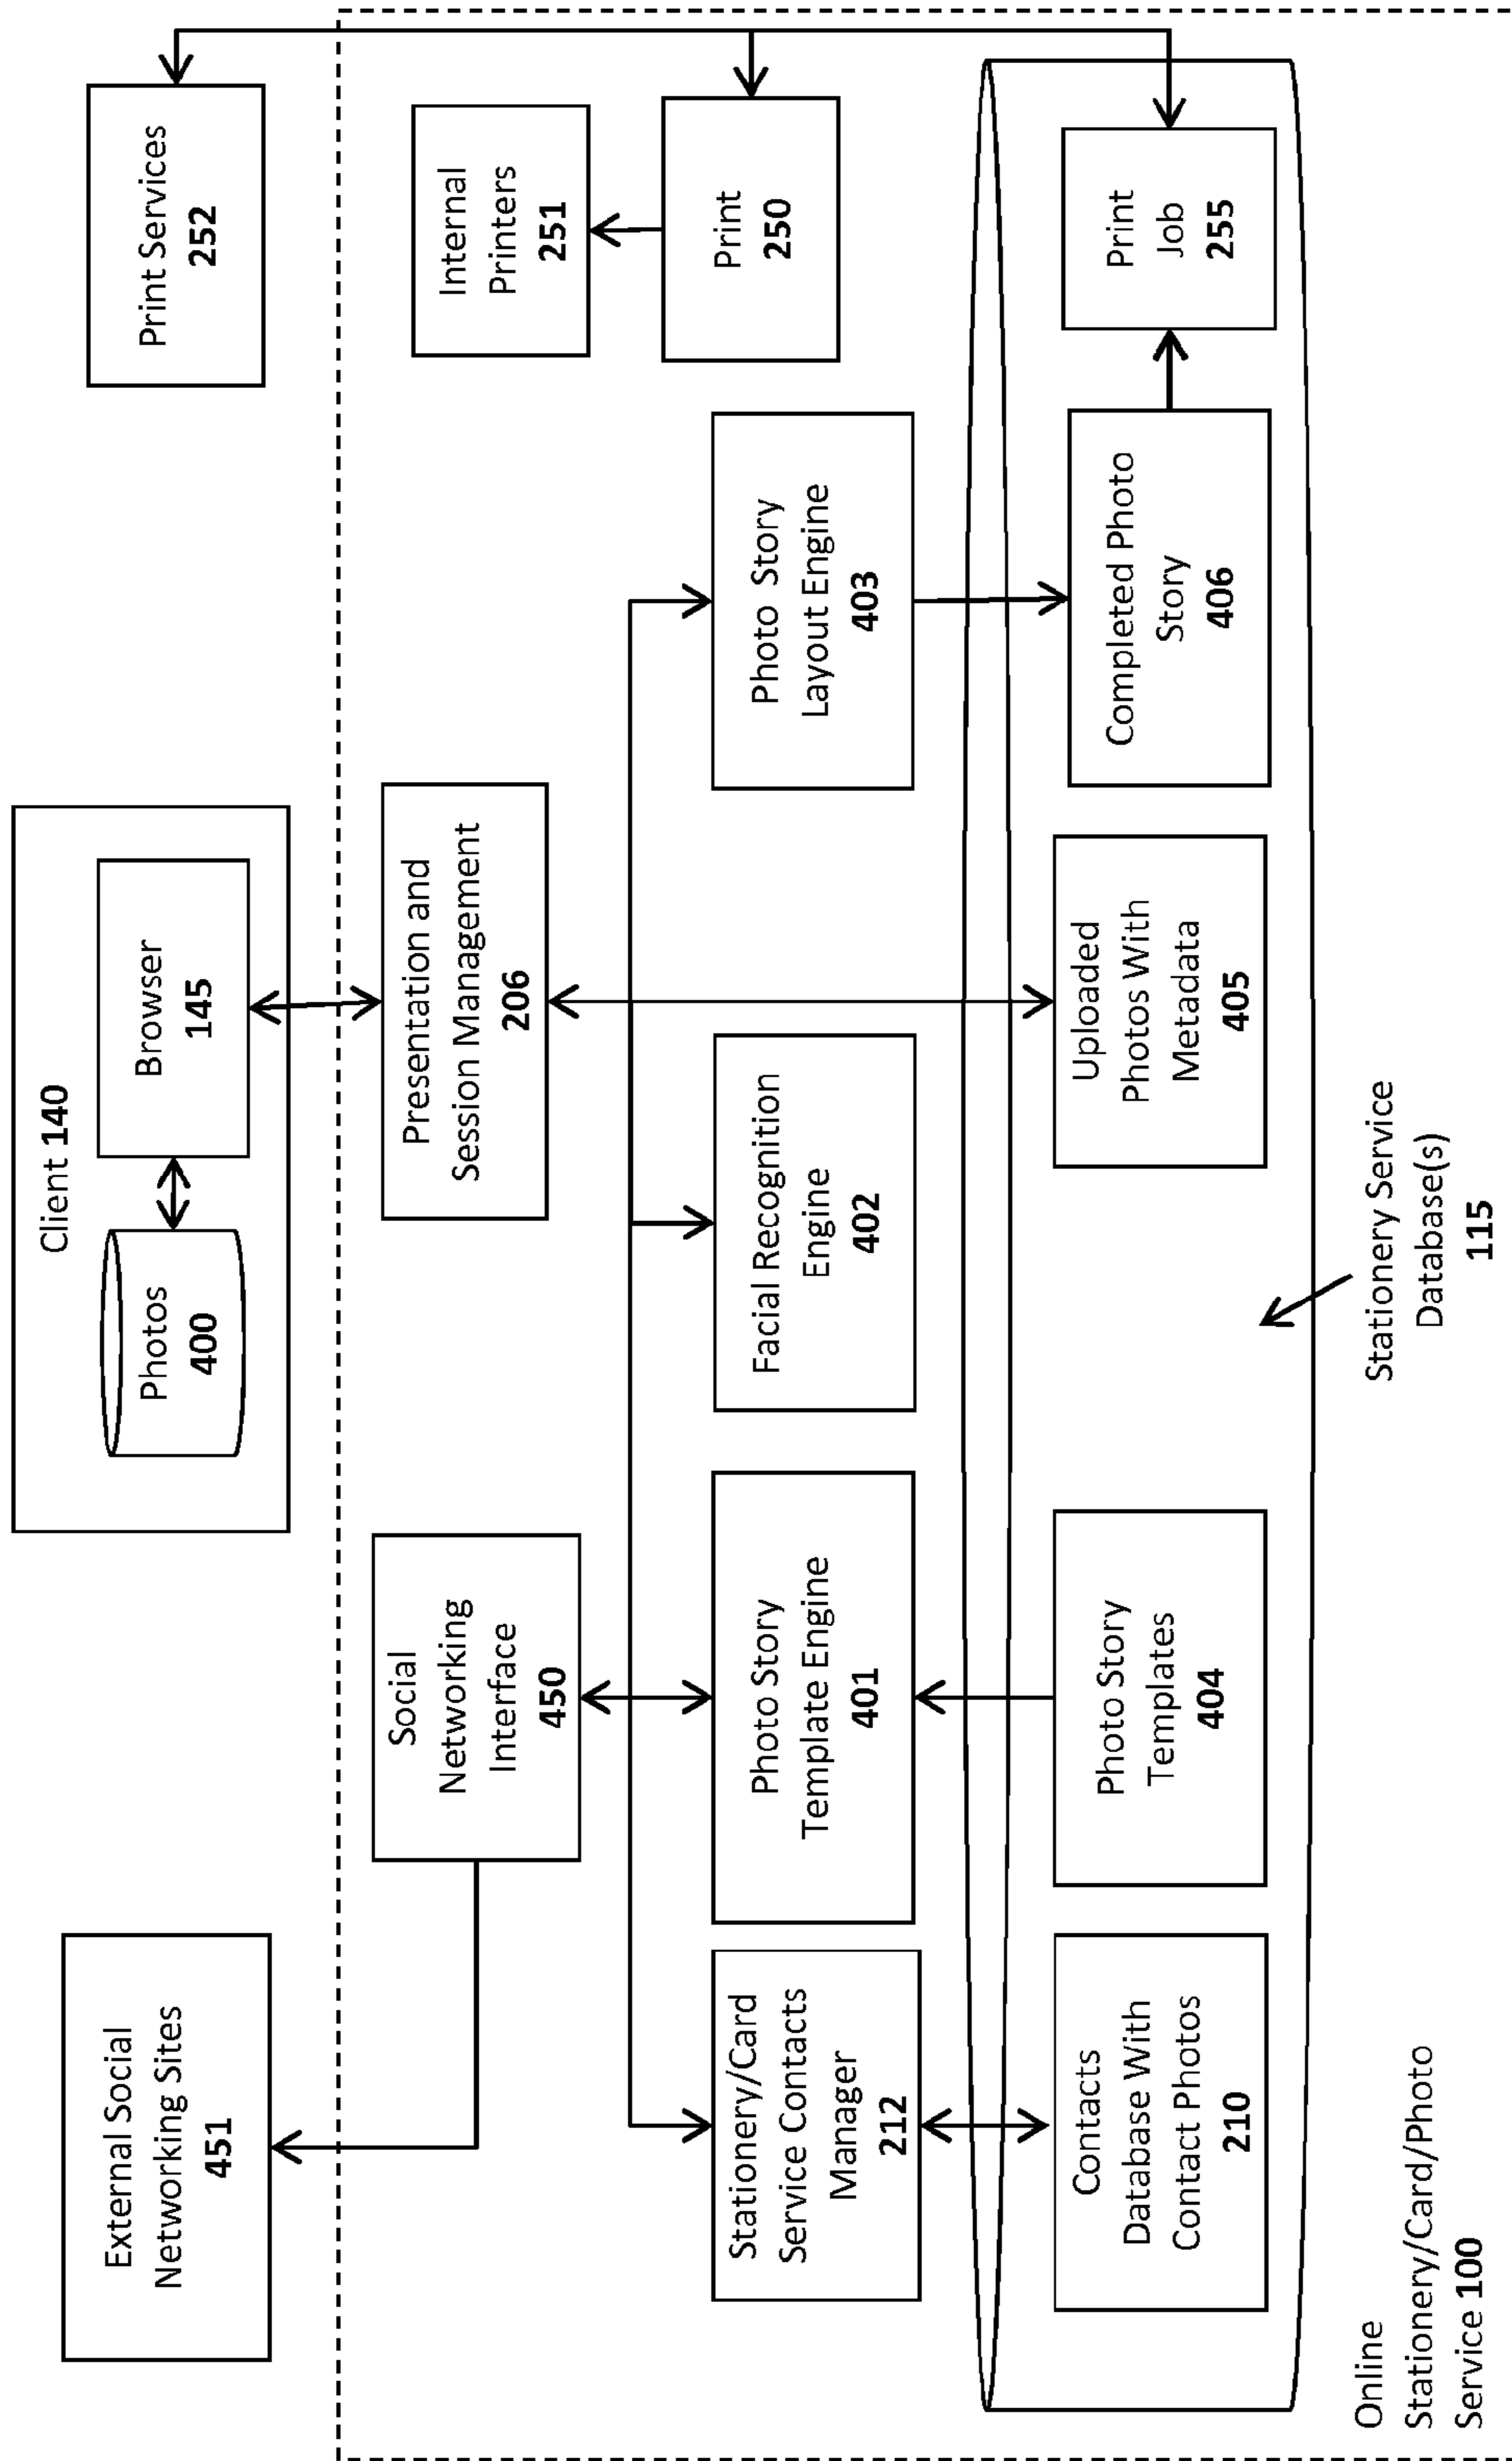 External Social
Networking Sites
451
Client 140
Photos
400
Browser
145
Print Services
252
Social
Networking
Interface
450
Presentation and
Session Management
206
Internal
Printers
251
Stationery/Card
Service Contacts
Manager
212
Photo Story
Template Engine
401
Facial Recognition
Engine
402
Photo Story
Layout Engine
403
Print
250
Contacts
Database With
Contact Photos
210
Photo Story
Templates
404
Uploaded
Photos With
Metadata
405
Completed Photo
Story
406
Print
Job
255
Online
Stationery/Card/Photo
Service 100
Stationery Service
Database(s)
115